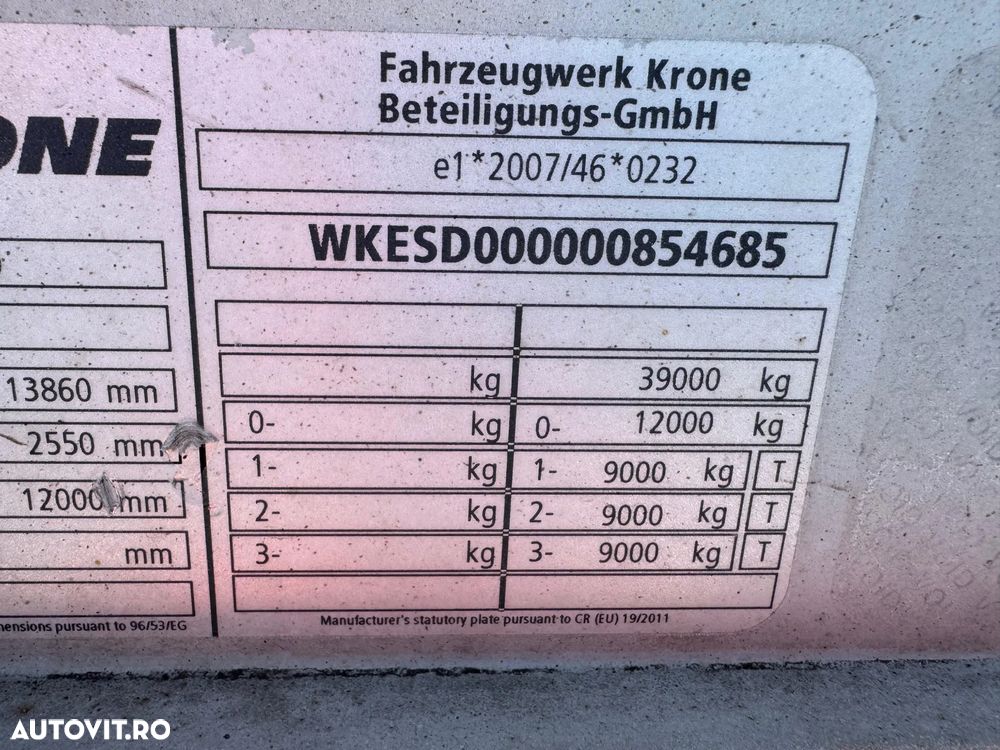 Fahrzeugwerk Krone
Beteiligungs-GmbH
e1*2007/46*0232
WKESD000000854685
kg 39000 kg
0- kg 0- 12000 kg
1- kg 1- 9000 kg T
2- kg 2- 9000 kg T
3- kg 3- 9000 kg T
Manufacturer's statutory plate pursuant to CR (EU) 19/2011
13860 mm
2550 mm
12000 mm
mm
pursuant to 96/53/EG
AUTOVIT.RO